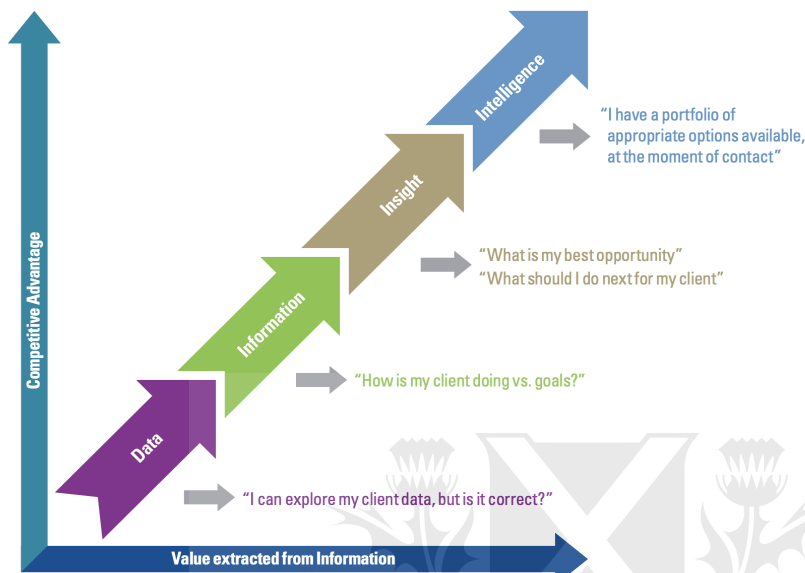 Intelligence
“I have a portfolio of
appropriate options available,
at the moment of contact”
Insight
“What is my best opportunity”
“What should I do next for my client”
Competitive Advantage
Information
“How is my client doing vs. goals?”
Data
“I can explore my client data, but is it correct?”
Value extracted from Information